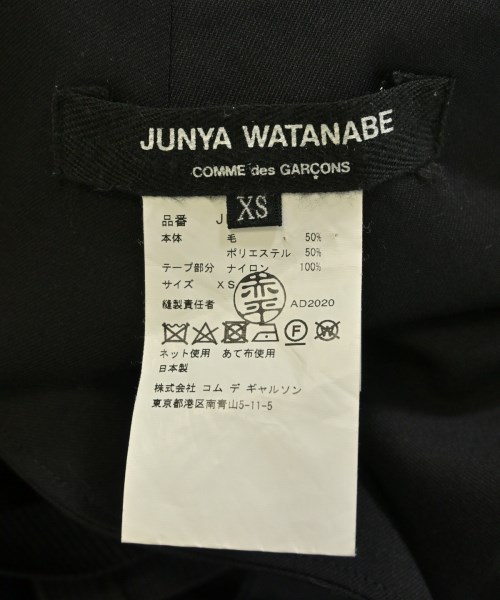 JUNYA WATANABE
COMME des GARÇONS
XS
品番 J
本体 毛 50%
ポリエステル 50%
テープ部分 ナイロン 100%
サイズ XS
縫製責任者 赤平 AD2020
ネット使用 あて布使用
日本製
株式会社 コム デ ギャルソン
東京都港区南青山5-11-5